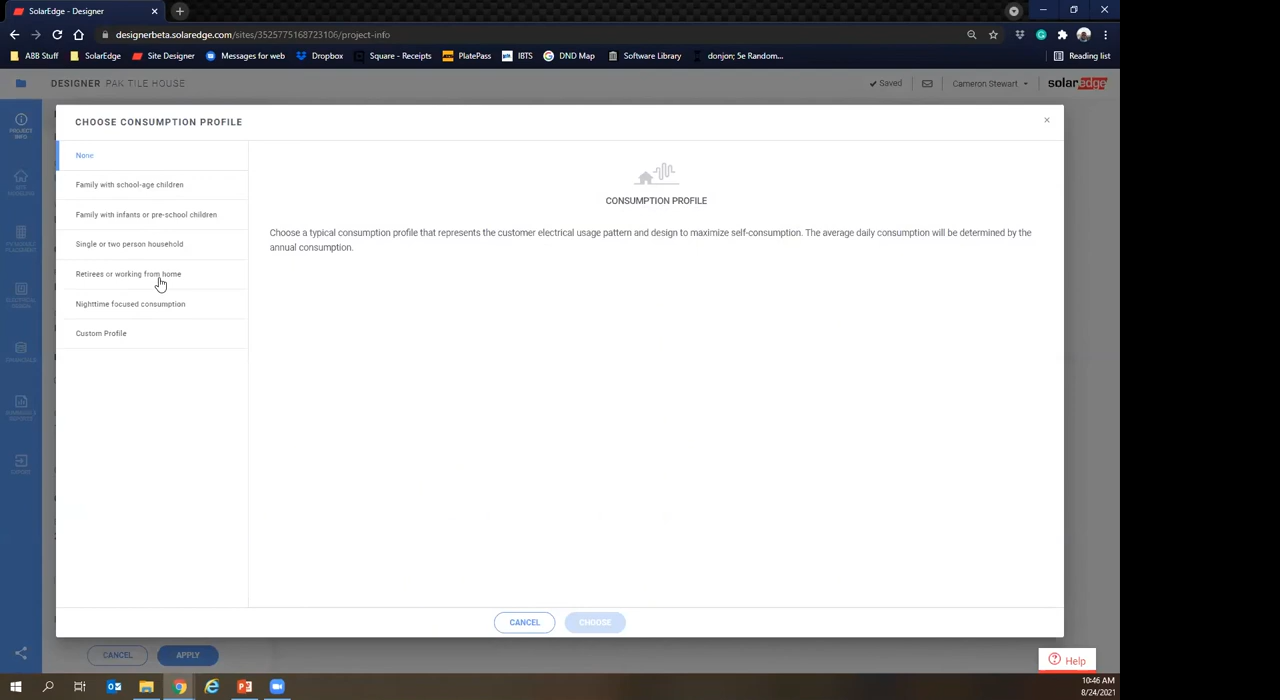 SolarEdge - Designer
designerbeta.solaredge.com/sites/3525775168723106/project-info
ABB Stuff SolarEdge Site Designer Messages for web Dropbox Square - Receipts PlatePass IBTS DND Map Software Library donjon; 5e Random... Reading list
DESIGNER PAK TILE HOUSE Saved Cameron Stewart solaredge
PROJECT
INFO
CHOOSE CONSUMPTION PROFILE
None
Family with school-age children
Family with infants or pre-school children
Single or two person household
Retirees or working from home
Nighttime focused consumption
Custom Profile
CONSUMPTION PROFILE
Choose a typical consumption profile that represents the customer electrical usage pattern and design to maximize self-consumption. The average daily consumption will be determined by the
annual consumption.
CANCEL CHOOSE
CANCEL APPLY
Help
10:46 AM
8/24/2021